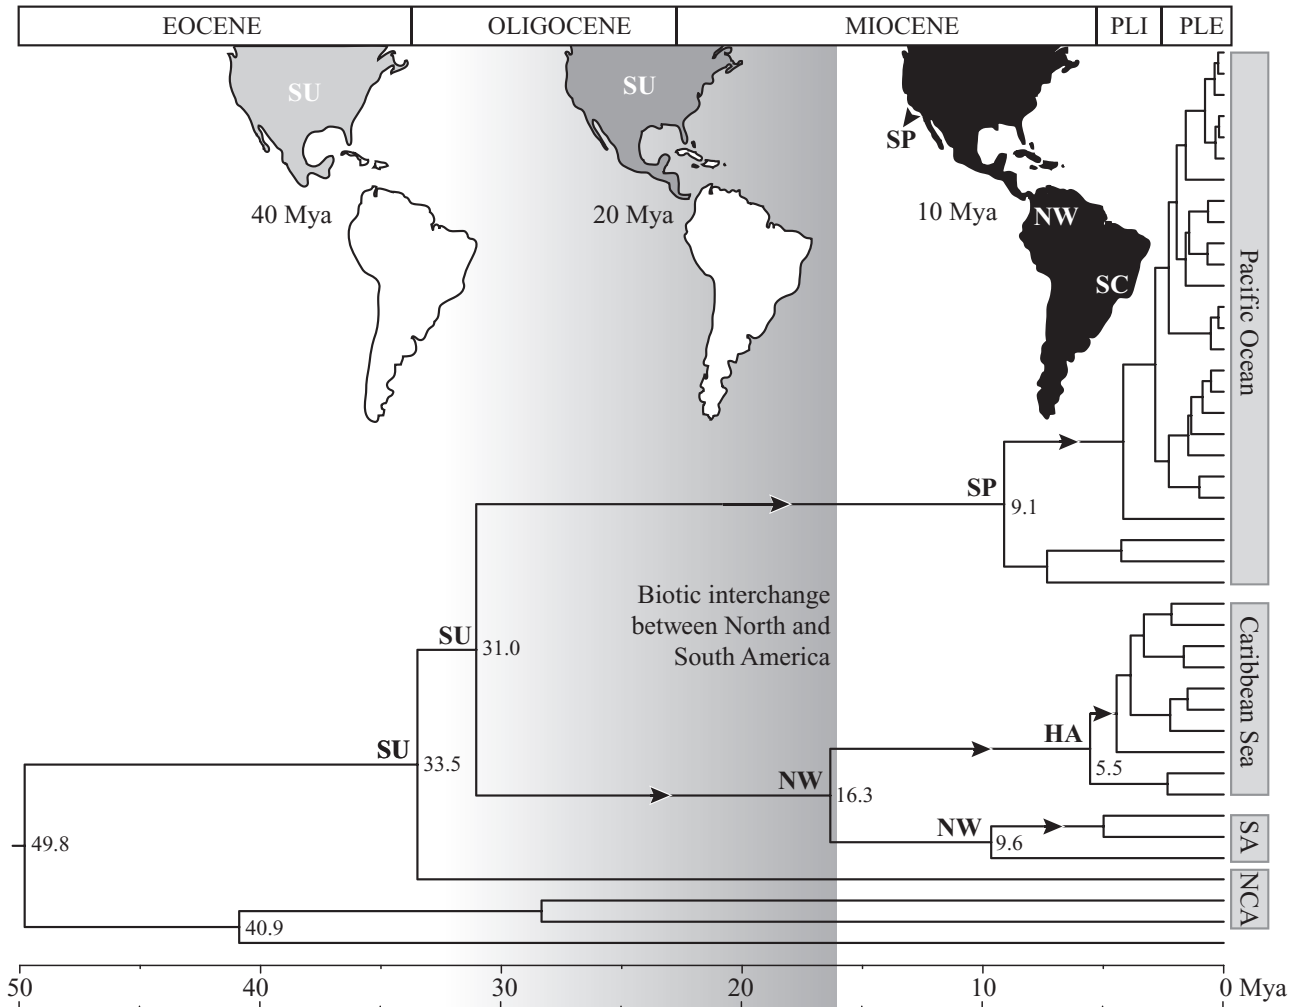 EOCENE OLIGOCENE MIOCENE PLI PLE
SU
SU
SP
40 Mya
20 Mya
10 Mya
NW
SC
Pacific Ocean
SP
9.1
Biotic interchange
between North and
South America
SU
31.0
Caribbean Sea
HA
5.5
SU
33.5
NW
16.3
NW
9.6
SA
49.8
NCA
40.9
50 40 30 20 10 0 Mya